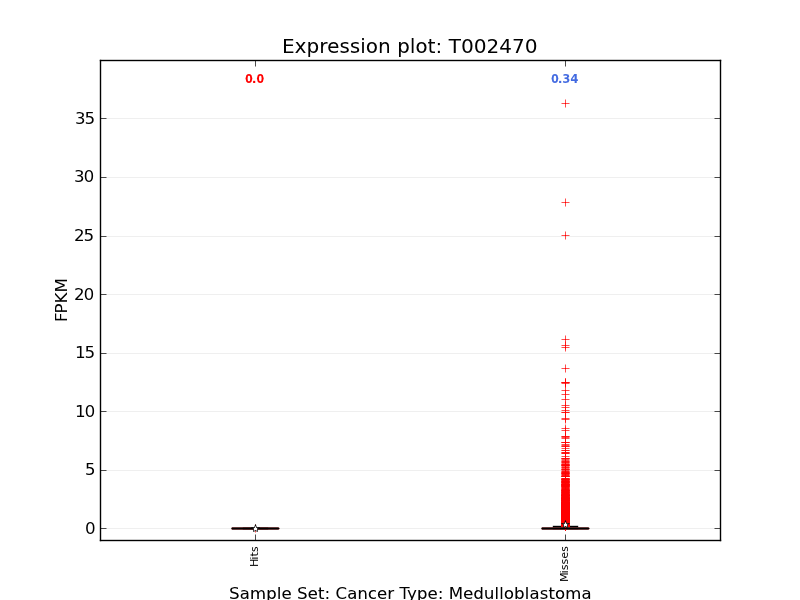 Expression plot: T002470
0.0
0.34
35
30
25
20
15
10
5
0
FPKM
Hits
Misses
Sample Set: Cancer Type: Medulloblastoma